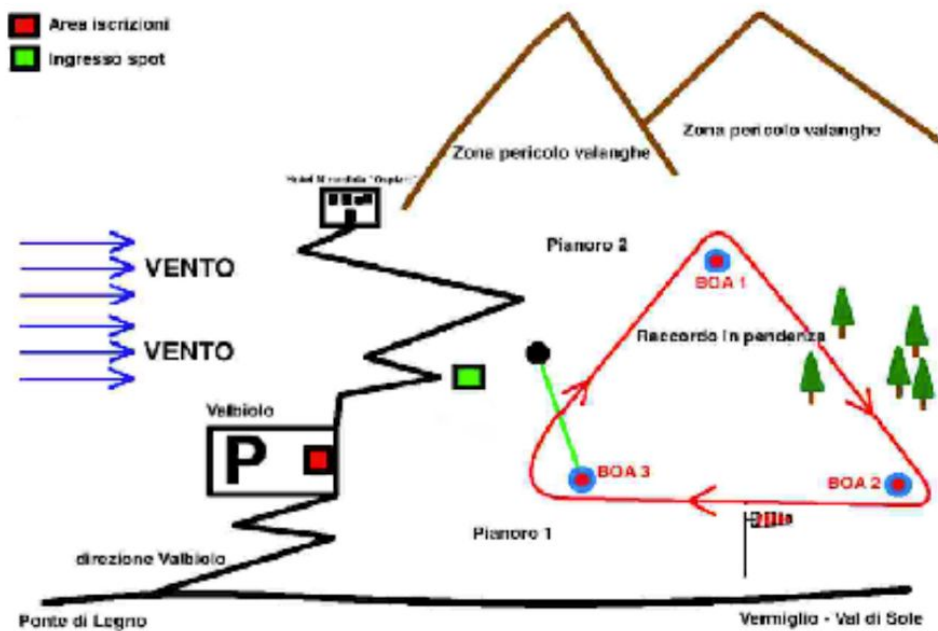 Area iscrizioni
Ingresso spot
Zona pericolo valanghe
Zona pericolo valanghe
Hotel
VENTO
Pianoro 2
BOA 1
Raccordo in pendenza
VENTO
Valbiolo
P
BOA 3
BOA 2
Pianoro 1
direzione Valbiolo
Ponte di Legno
Vermiglio - Val di Sole